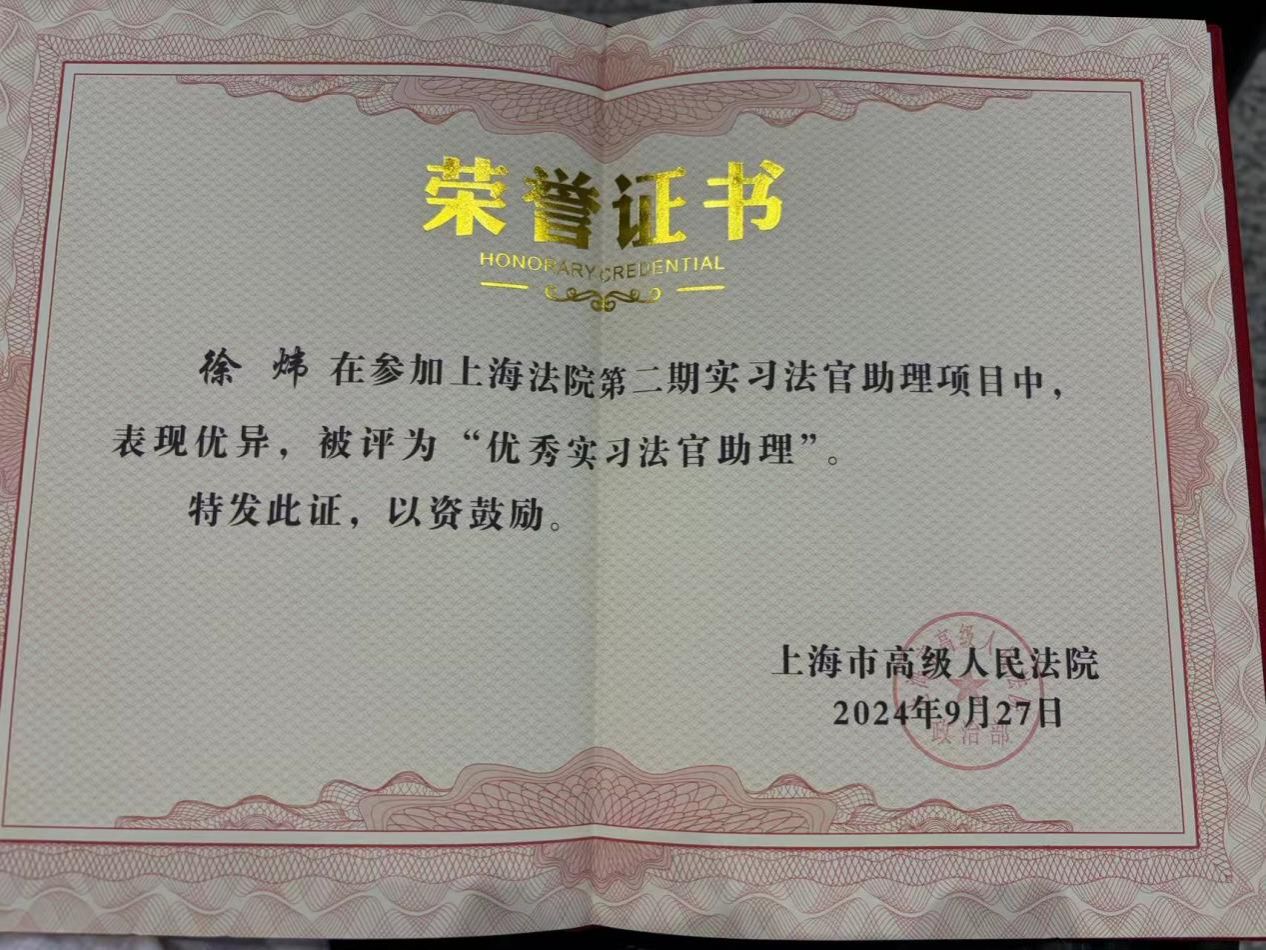 荣誉证书
HONORARY CREDENTIAL
徐 炜 在参加上海法院第二期实习法官助理项目中，
表现优异，被评为“优秀实习法官助理”。
特发此证，以资鼓励。
上海市高级人民法院
2024年9月27日
政治部